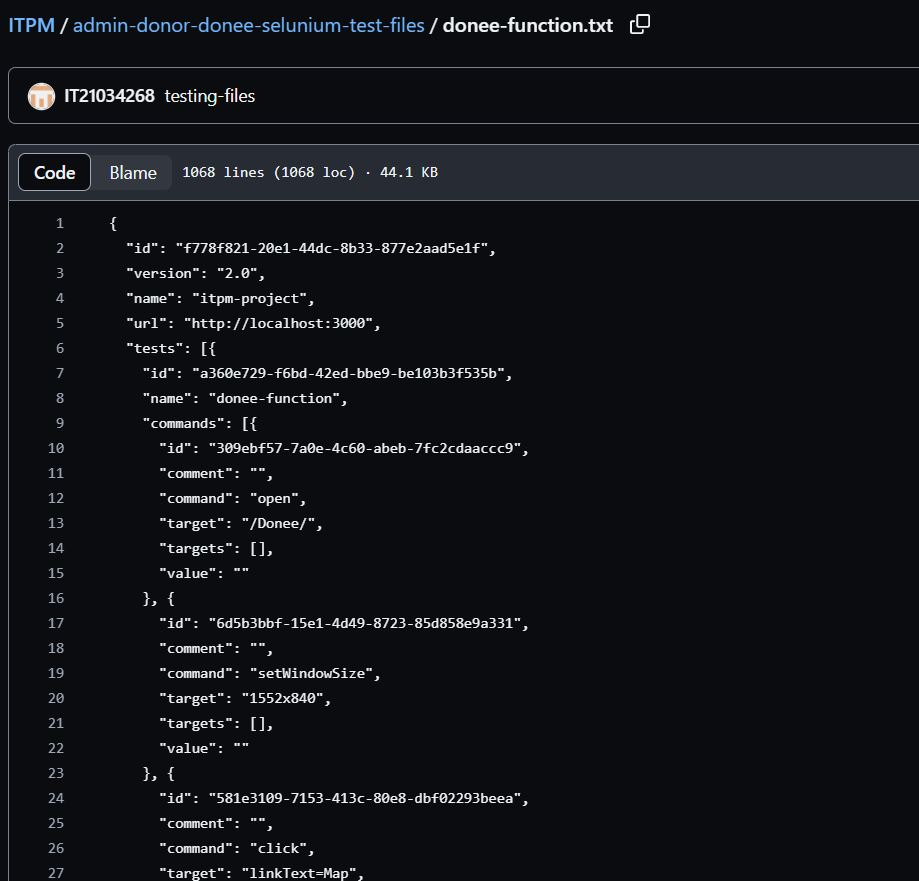 ITPM / admin-donor-donee-selunium-test-files / donee-function.txt
IT21034268 testing-files
Code Blame 1068 lines (1068 loc) · 44.1 KB
1 {
2 "id": "f778f821-20e1-44dc-8b33-877e2aad5e1f",
3 "version": "2.0",
4 "name": "itpm-project",
5 "url": "http://localhost:3000",
6 "tests": [{
7 "id": "a360e729-f6bd-42ed-bbe9-be103b3f535b",
8 "name": "donee-function",
9 "commands": [{
10 "id": "309ebf57-7a0e-4c60-abeb-7fc2cdaaccc9",
11 "comment": "",
12 "command": "open",
13 "target": "/Donee/",
14 "targets": [],
15 "value": ""
16 }, {
17 "id": "6d5b3bbf-15e1-4d49-8723-85d858e9a331",
18 "comment": "",
19 "command": "setWindowSize",
20 "target": "1552x840",
21 "targets": [],
22 "value": ""
23 }, {
24 "id": "581e3109-7153-413c-80e8-dbf02293beea",
25 "comment": "",
26 "command": "click",
27 "target": "linkText=Map",